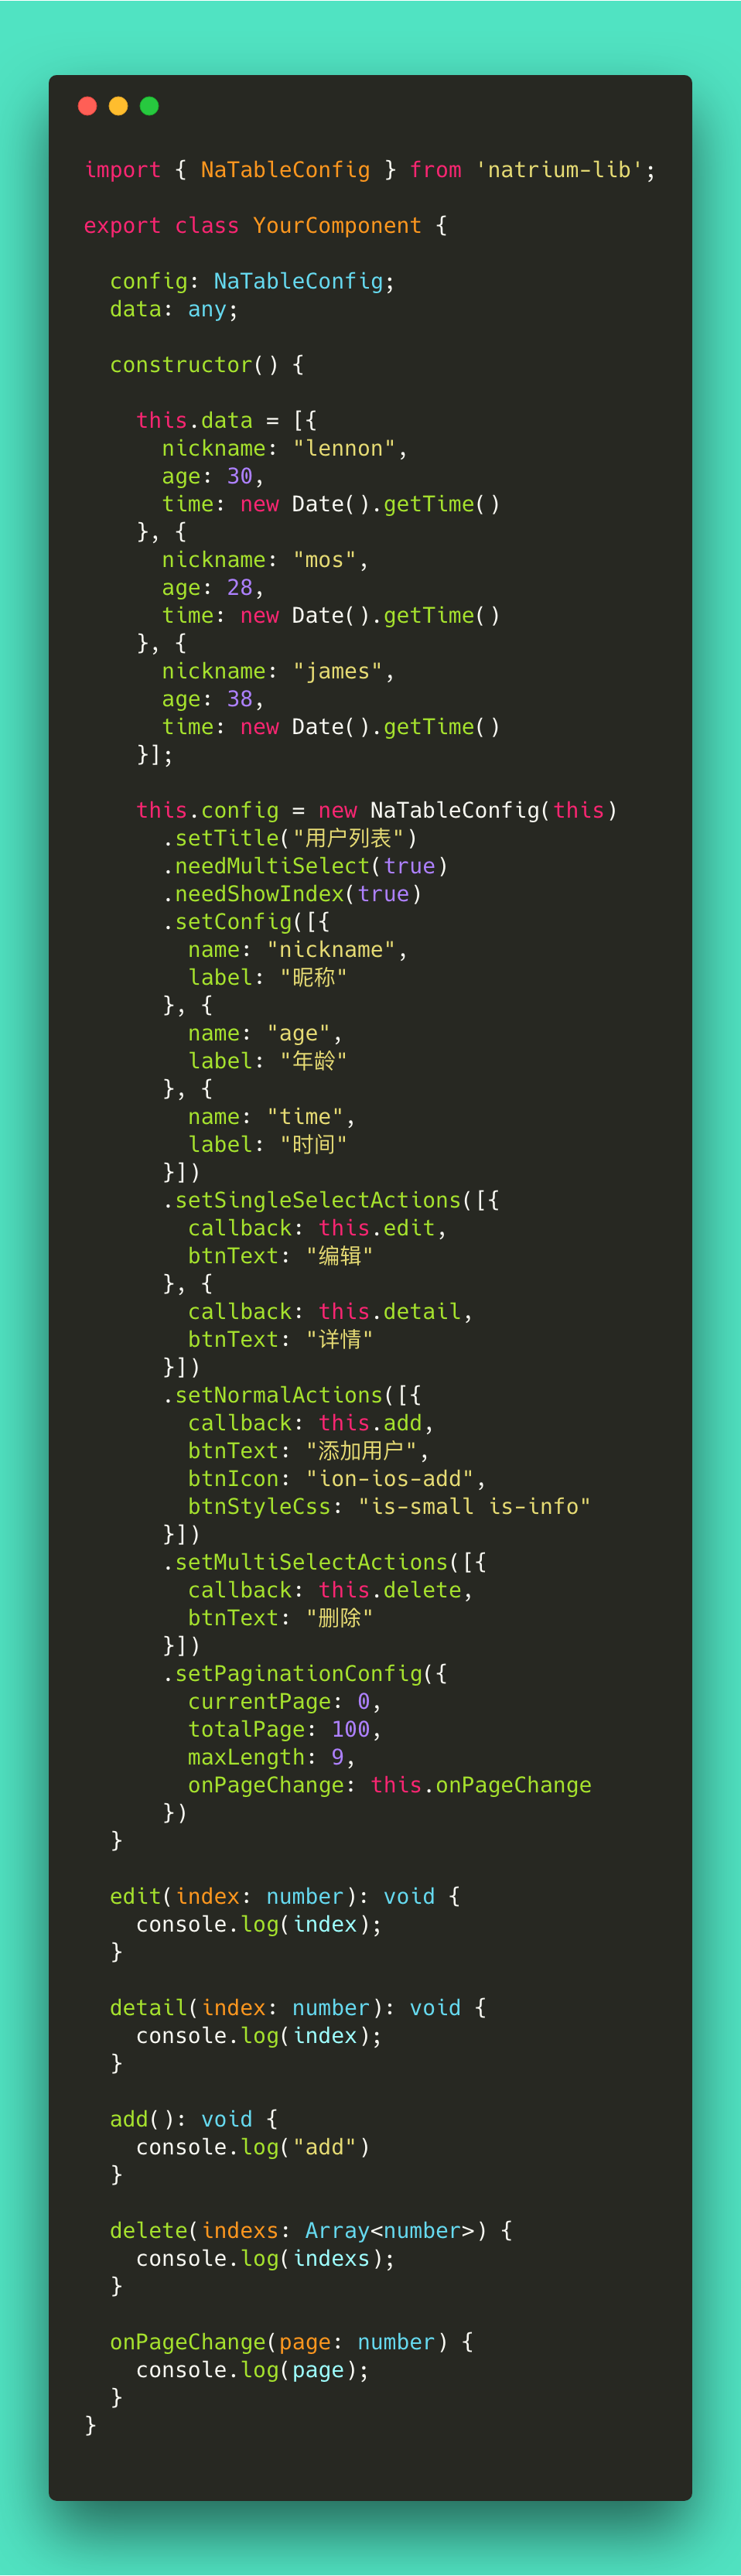 import { NaTableConfig } from 'natrium-lib';
export class YourComponent {
config: NaTableConfig;
data: any;
constructor() {
this.data = [{
nickname: "lennon",
age: 30,
time: new Date().getTime()
}, {
nickname: "mos",
age: 28,
time: new Date().getTime()
}, {
nickname: "james",
age: 38,
time: new Date().getTime()
}];
this.config = new NaTableConfig(this)
.setTitle("用户列表")
.needMultiSelect(true)
.needShowIndex(true)
.setConfig([{
name: "nickname",
label: "昵称"
}, {
name: "age",
label: "年龄"
}, {
name: "time",
label: "时间"
}])
.setSingleSelectActions([{
callback: this.edit,
btnText: "编辑"
}, {
callback: this.detail,
btnText: "详情"
}])
.setNormalActions([{
callback: this.add,
btnText: "添加用户",
btnIcon: "ion-ios-add",
btnStyleCss: "is-small is-info"
}])
.setMultiSelectActions([{
callback: this.delete,
btnText: "删除"
}])
.setPaginationConfig({
currentPage: 0,
totalPage: 100,
maxLength: 9,
onPageChange: this.onPageChange
})
}
edit(index: number): void {
console.log(index);
}
detail(index: number): void {
console.log(index);
}
add(): void {
console.log("add")
}
delete(indexs: Array<number>) {
console.log(indexs);
}
onPageChange(page: number) {
console.log(page);
}
}